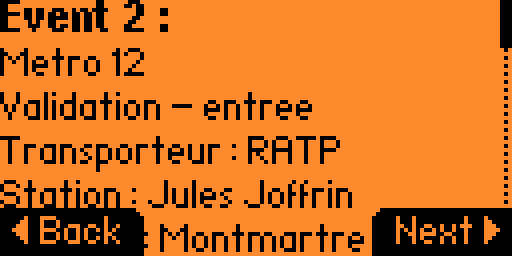 Event 2 :
Metro 12
Validation – entree
Transporteur : RATP
Station : Jules Joffrin
: Montmartre
Back
Next